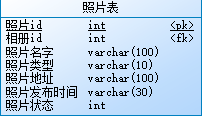 照片表
照片id int <pk>
相册id int <fk>
照片名字 varchar(100)
照片类型 varchar(10)
照片地址 varchar(100)
照片发布时间 varchar(30)
照片状态 int